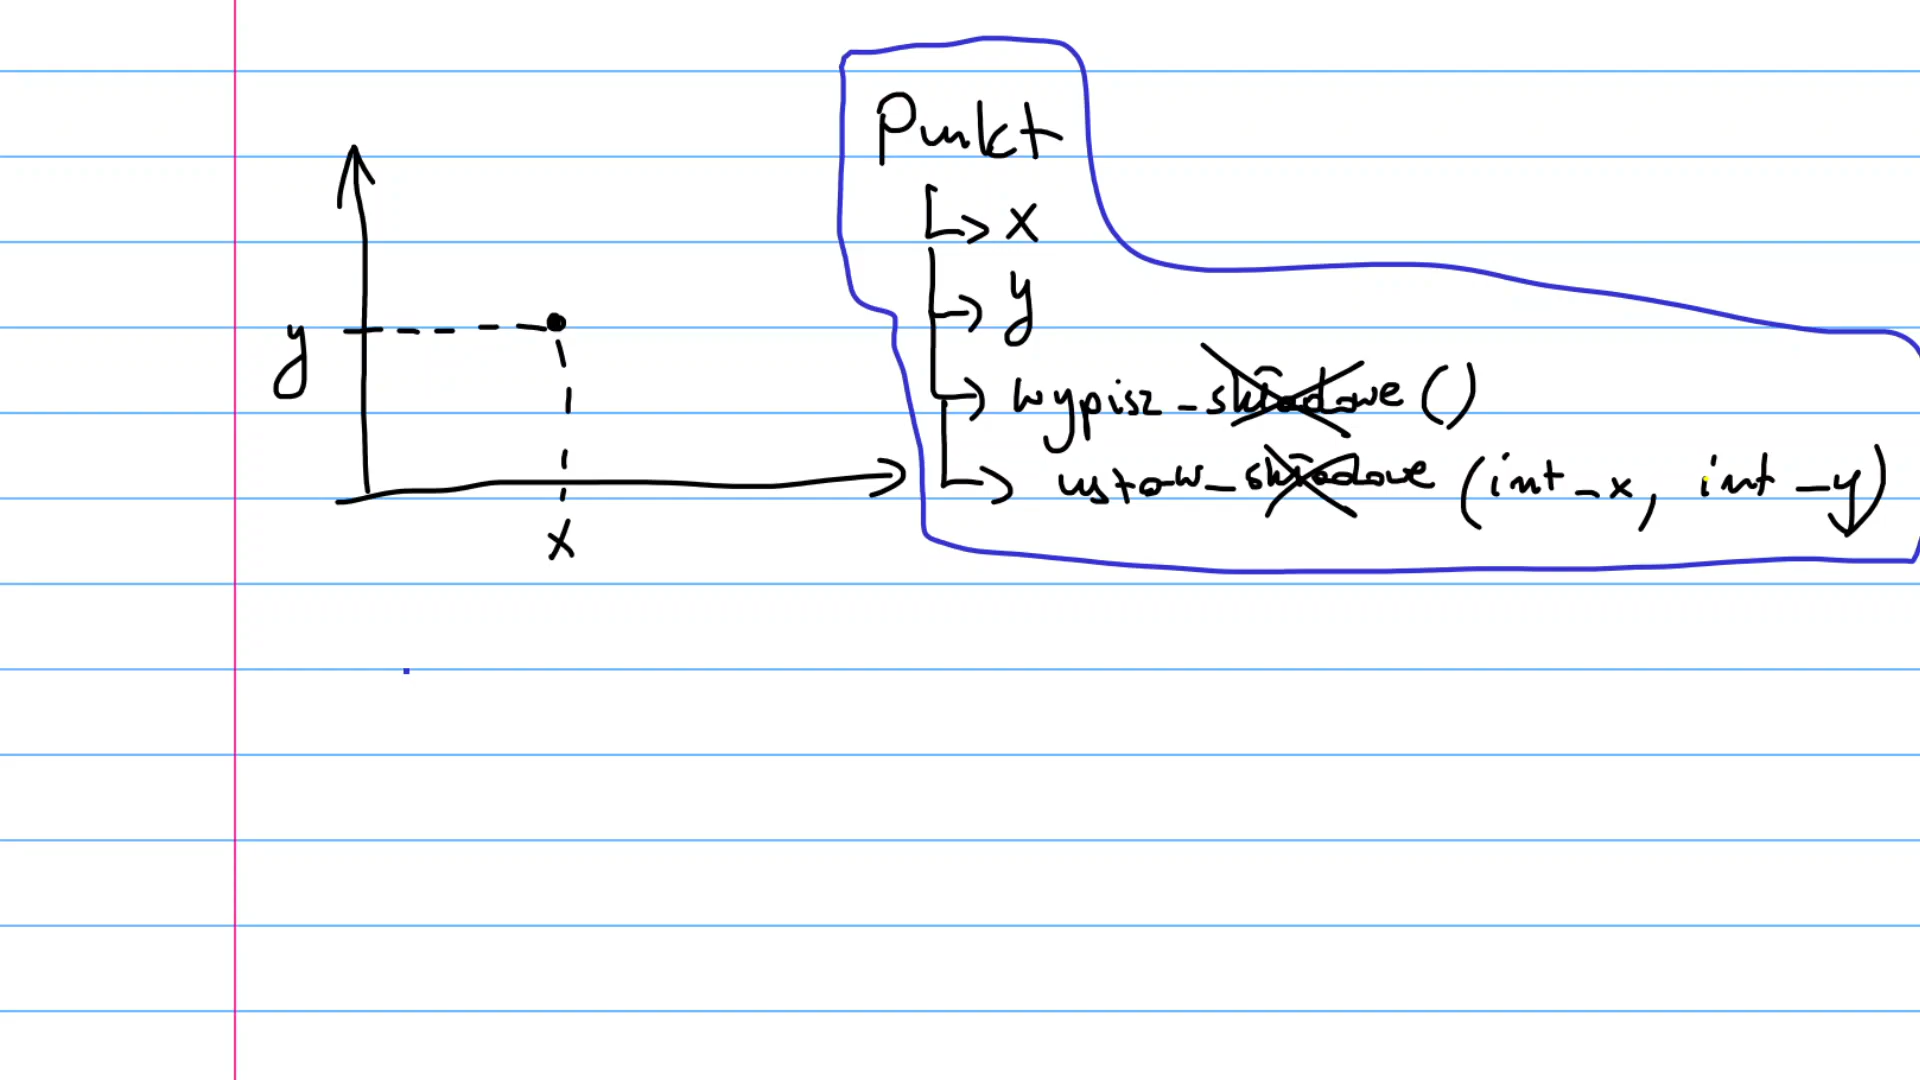 Punkt
x
y
wypisz_składowe ()
ustaw_składowe (int _x, int _y)
y
x